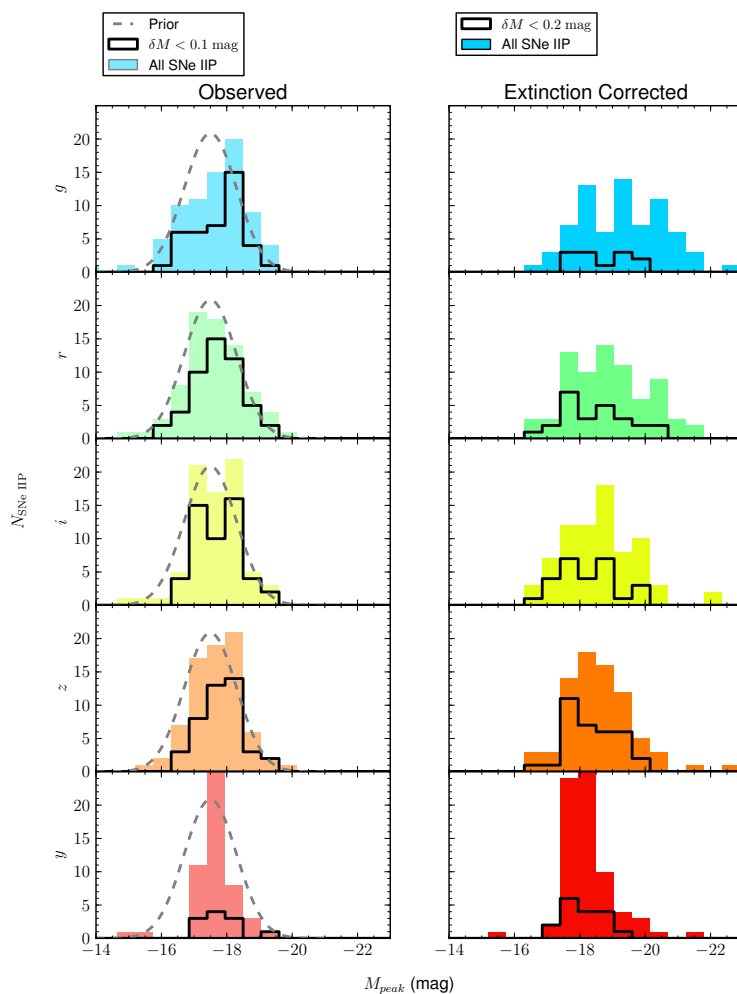 Prior
δM < 0.1 mag
All SNe IIP
δM < 0.2 mag
All SNe IIP
Observed
Extinction Corrected
20
15
10
5
0
g
20
15
10
5
0
r
20
15
10
5
0
i
20
15
10
5
0
z
25
20
15
10
5
0
y
N_SNe IIP
−14 −16 −18 −20 −22
−14 −16 −18 −20 −22
M_peak (mag)